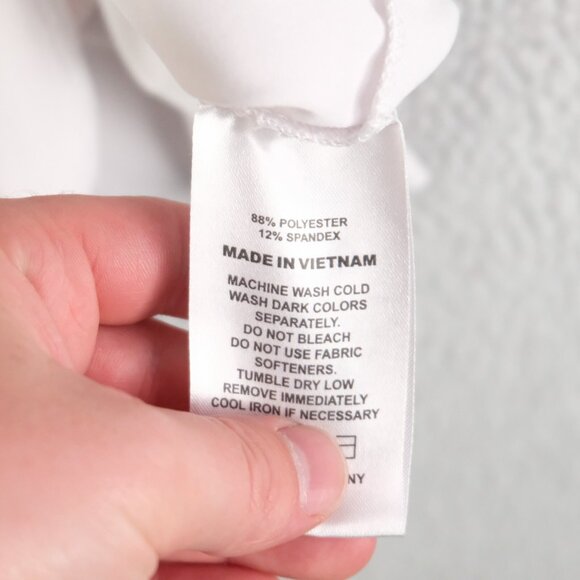 88% POLYESTER
12% SPANDEX
MADE IN VIETNAM
MACHINE WASH COLD
WASH DARK COLORS
SEPARATELY.
DO NOT BLEACH
DO NOT USE FABRIC
SOFTENERS.
TUMBLE DRY LOW
REMOVE IMMEDIATELY
COOL IRON IF NECESSARY